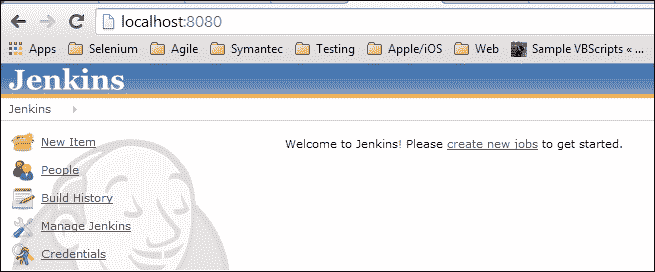 localhost:8080
Apps Selenium Agile Symantec Testing Apple/iOS Web Sample VBScripts « ...
Jenkins
Jenkins
New Item
Welcome to Jenkins! Please create new jobs to get started.
People
Build History
Manage Jenkins
Credentials